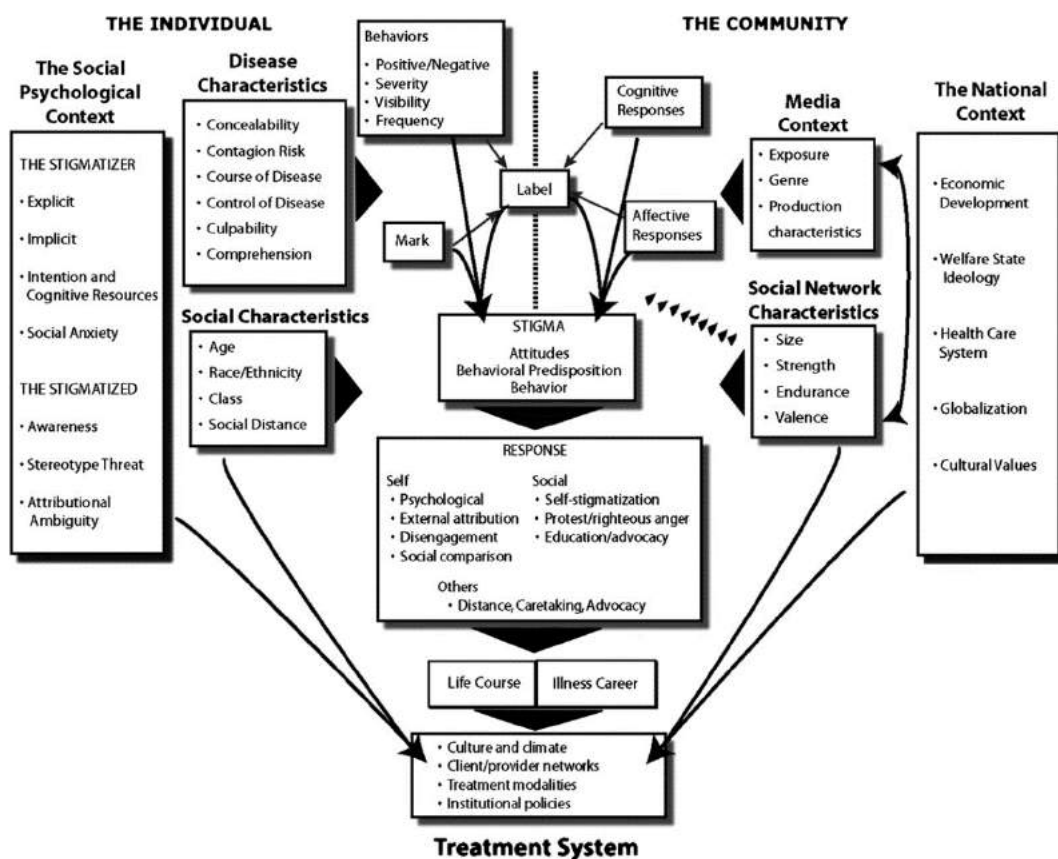 THE INDIVIDUAL
THE COMMUNITY
The Social
Psychological
Context
THE STIGMATIZER
• Explicit
• Implicit
• Intention and
Cognitive Resources
• Social Anxiety
THE STIGMATIZED
• Awareness
• Stereotype Threat
• Attributional
Ambiguity
Disease
Characteristics
• Concealability
• Contagion Risk
• Course of Disease
• Control of Disease
• Culpability
• Comprehension
Social Characteristics
• Age
• Race/Ethnicity
• Class
• Social Distance
Behaviors
• Positive/Negative
• Severity
• Visibility
• Frequency
Mark
Label
Cognitive
Responses
Affective
Responses
Media
Context
• Exposure
• Genre
• Production
characteristics
Social Network
Characteristics
• Size
• Strength
• Endurance
• Valence
The National
Context
• Economic
Development
• Welfare State
Ideology
• Health Care
System
• Globalization
• Cultural Values
STIGMA
Attitudes
Behavioral Predisposition
Behavior
RESPONSE
Self
• Psychological
• External attribution
• Disengagement
• Social comparison
Social
• Self-stigmatization
• Protest/righteous anger
• Education/advocacy
Others
• Distance, Caretaking, Advocacy
Life Course
Illness Career
• Culture and climate
• Client/provider networks
• Treatment modalities
• Institutional policies
Treatment System